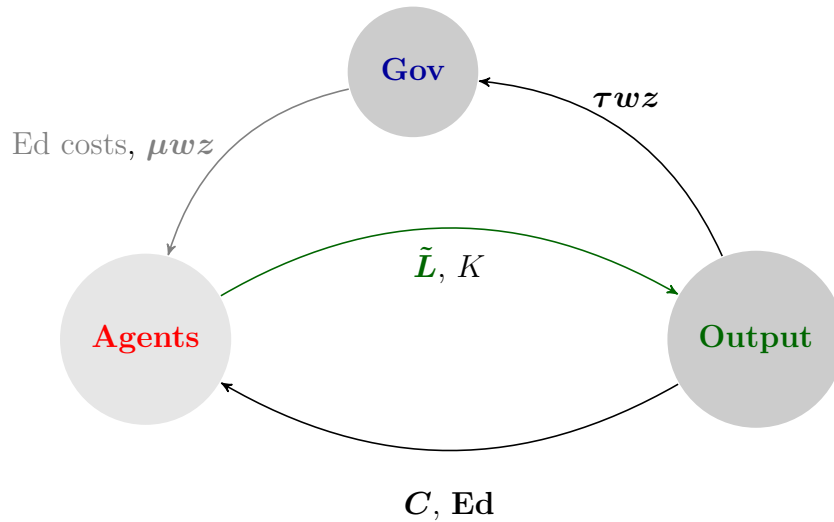 Gov
τwz
Ed costs, μwz
L̃, K
Agents
Output
C, Ed